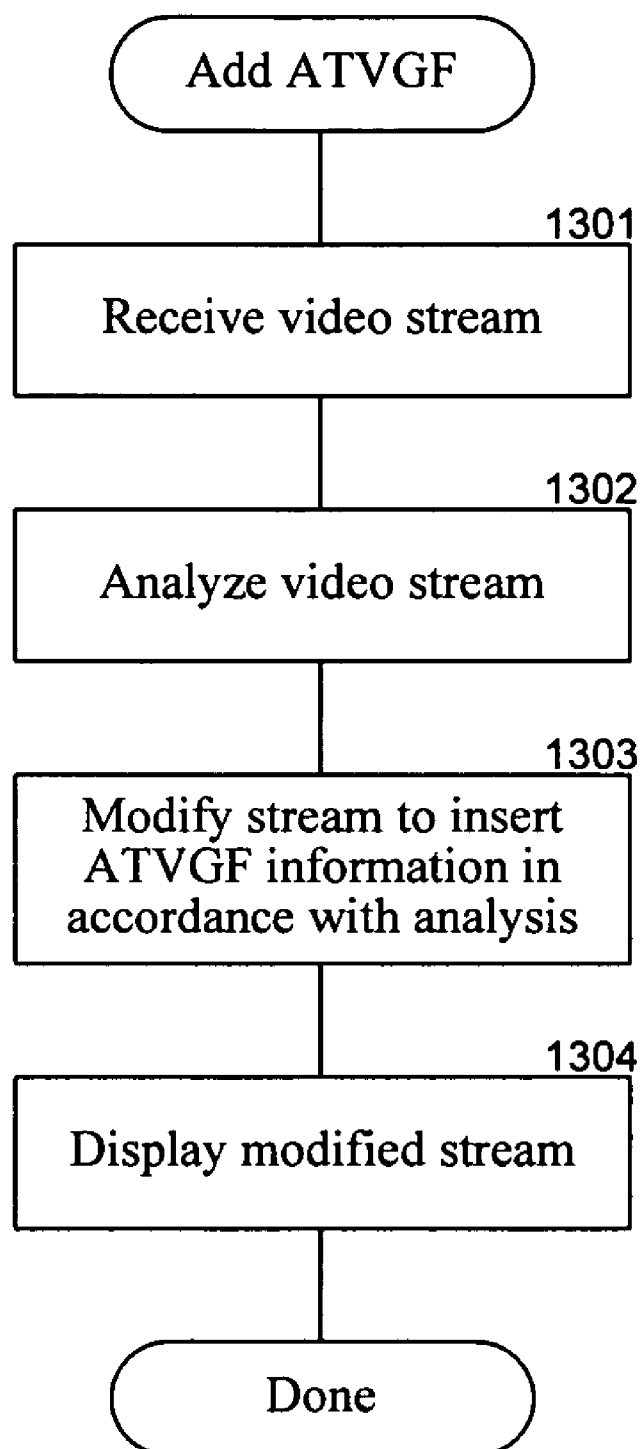 Add ATVGF
1301
Receive video stream
1302
Analyze video stream
1303
Modify stream to insert
ATVGF information in
accordance with analysis
1304
Display modified stream
Done